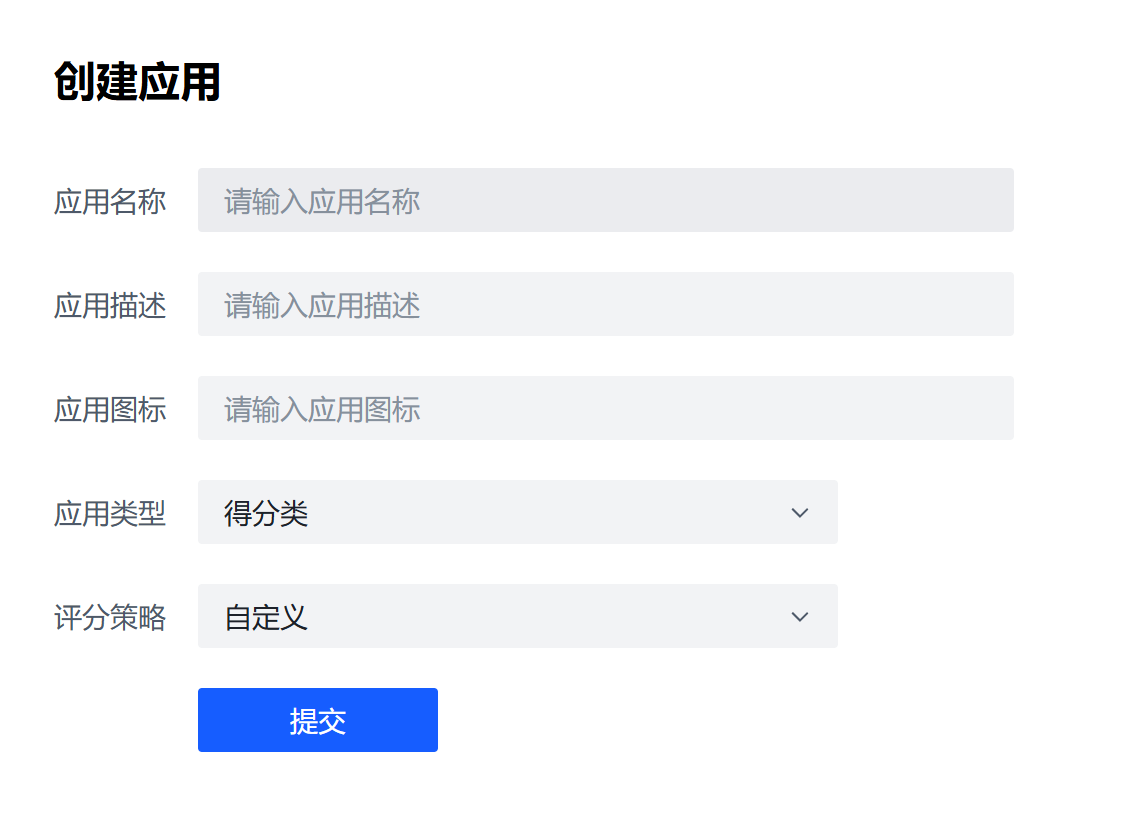 创建应用
应用名称 请输入应用名称
应用描述 请输入应用描述
应用图标 请输入应用图标
应用类型 得分类
评分策略 自定义
提交